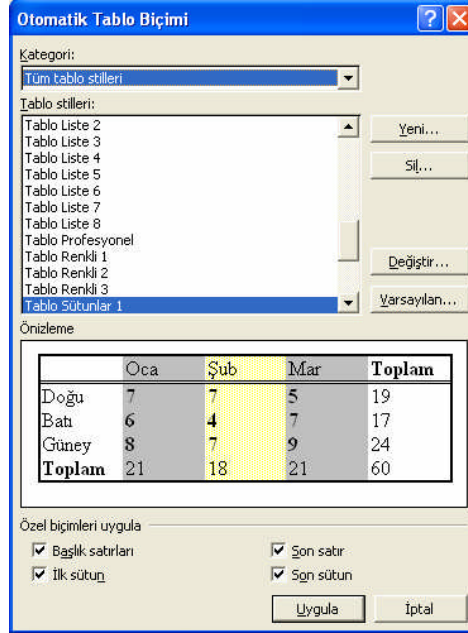 Otomatik Tablo Biçimi
Kategori:
Tüm tablo stilleri
Tablo stilleri:
Tablo Liste 2
Tablo Liste 3
Tablo Liste 4
Tablo Liste 5
Tablo Liste 6
Tablo Liste 7
Tablo Liste 8
Tablo Profesyonel
Tablo Renkli 1
Tablo Renkli 2
Tablo Renkli 3
Tablo Sütunlar 1
Yeni...
Sil...
Değiştir...
Varsayılan...
Önizleme
Oca Şub Mar Toplam
Doğu 7 7 5 19
Batı 6 4 7 17
Güney 8 7 9 24
Toplam 21 18 21 60
Özel biçimleri uygula
Başlık satırları Son satır
İlk sütun Son sütun
Uygula İptal